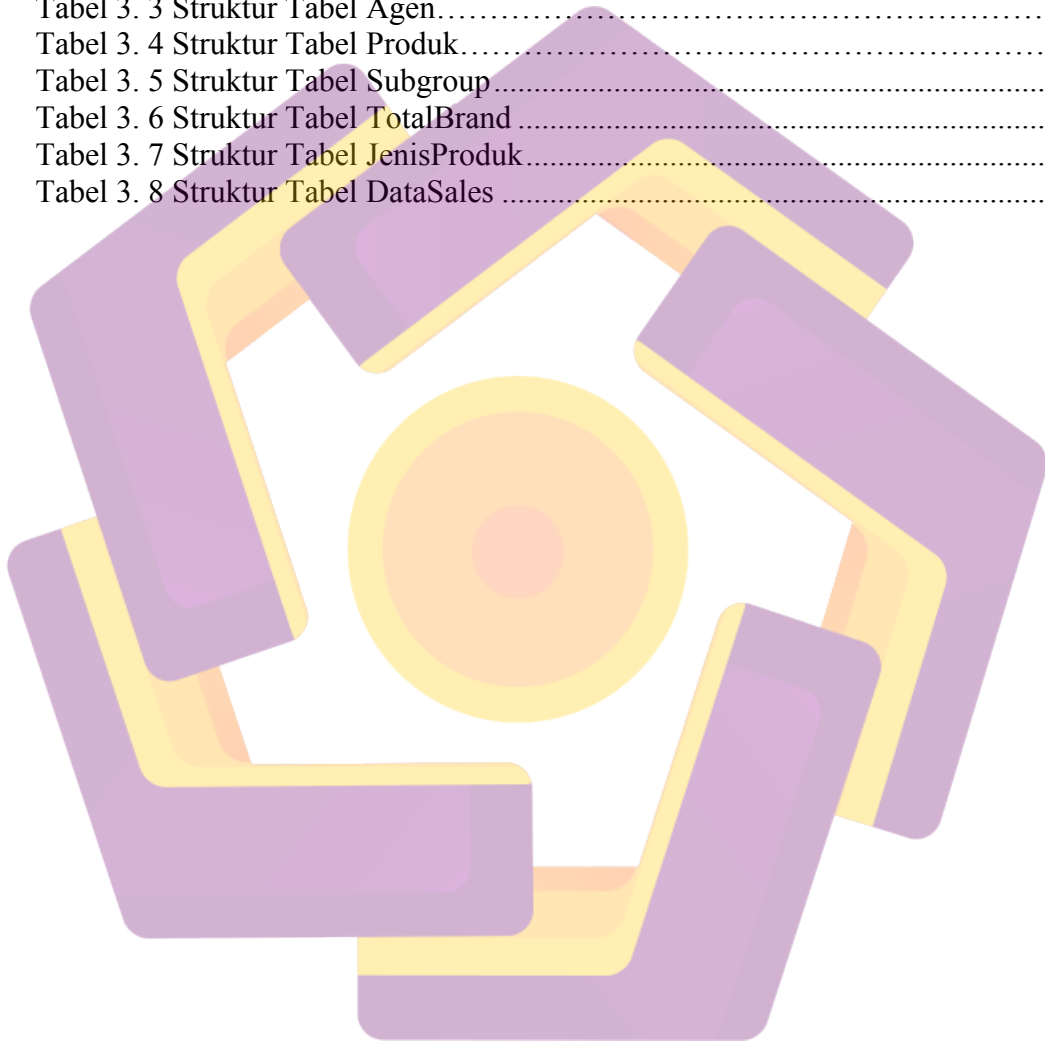 Tabel 3. 3 Struktur Tabel Agen……………………………………………………
Tabel 3. 4 Struktur Tabel Produk…………………………………………………
Tabel 3. 5 Struktur Tabel Subgroup......................................................................
Tabel 3. 6 Struktur Tabel TotalBrand ...................................................................
Tabel 3. 7 Struktur Tabel JenisProduk..................................................................
Tabel 3. 8 Struktur Tabel DataSales .....................................................................